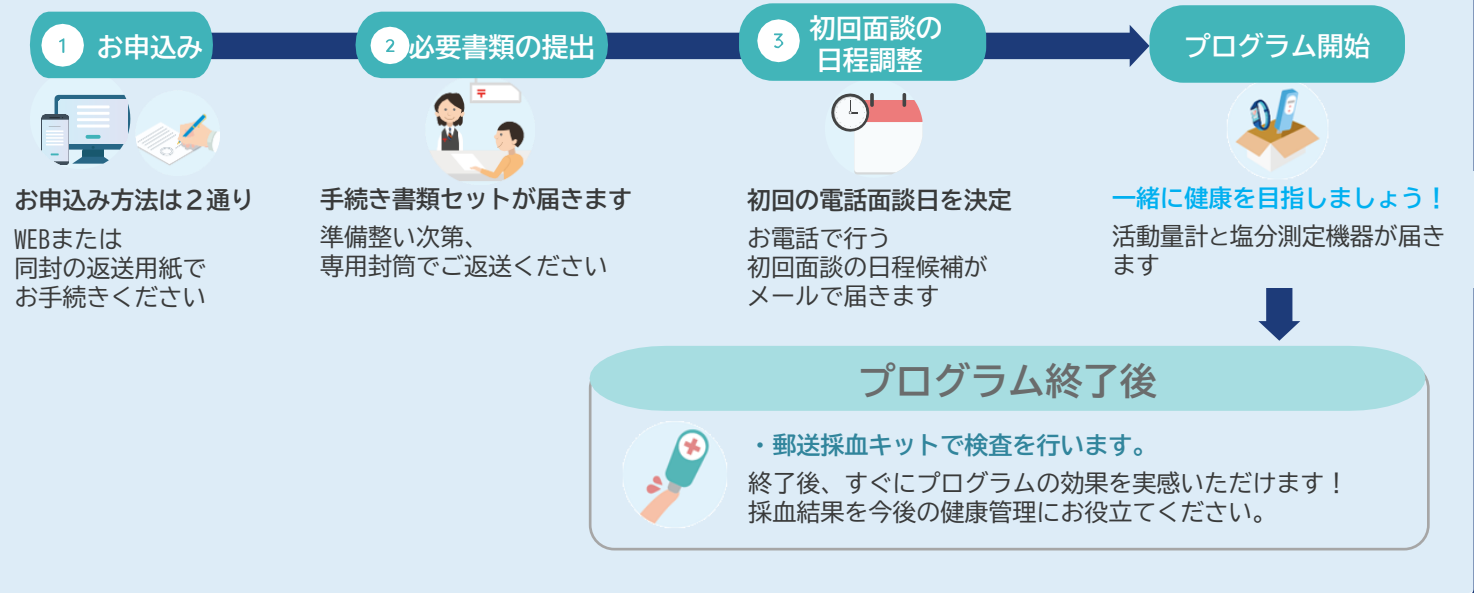 1 お申込み
2 必要書類の提出
3 初回面談の
日程調整
プログラム開始
お申込み方法は２通り
WEBまたは
同封の返送用紙で
お手続きください
手続き書類セットが届きます
準備整い次第、
専用封筒でご返送ください
初回の電話面談日を決定
お電話で行う
初回面談の日程候補が
メールで届きます
一緒に健康を目指しましょう！
活動量計と塩分測定機器が届き
ます
プログラム終了後
・郵送採血キットで検査を行います。
終了後、すぐにプログラムの効果を実感いただけます！
採血結果を今後の健康管理にお役立てください。